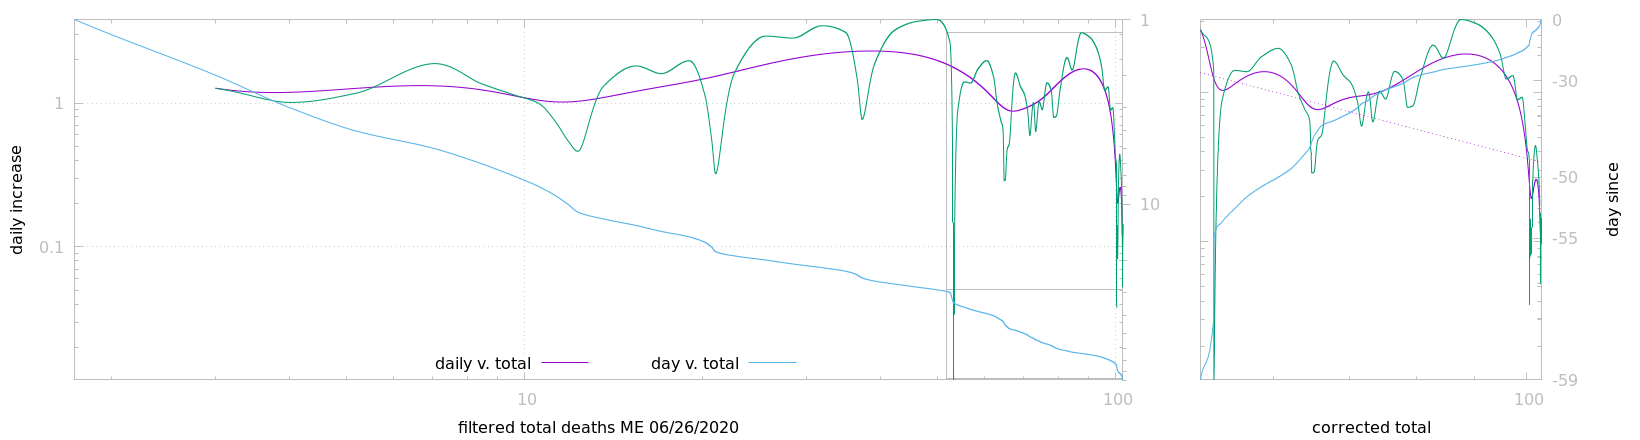 daily increase
1
0.1
daily v. total
day v. total
10
100
filtered total deaths ME 06/26/2020
1
10
0
-30
-50
-55
-59
day since
100
corrected total